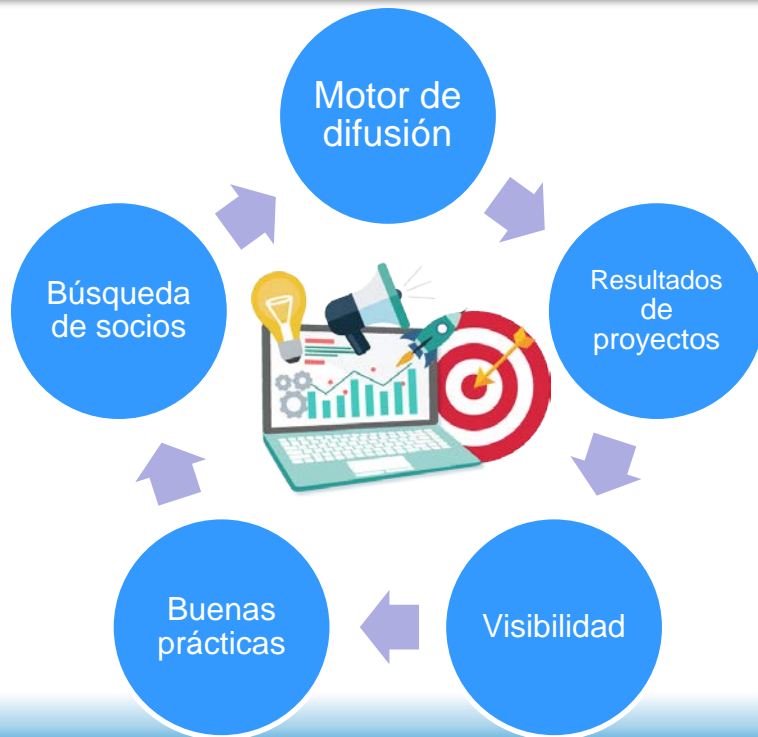 Motor de
difusión
Resultados
de
proyectos
Visibilidad
Buenas
prácticas
Búsqueda
de socios